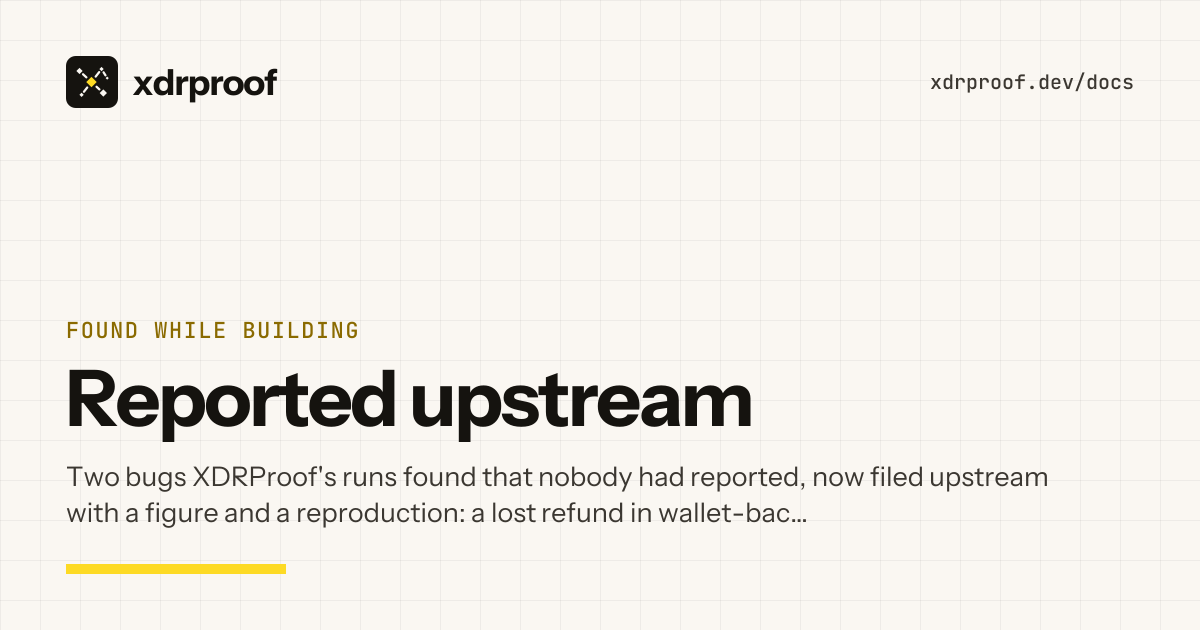 xdrproof
xdrproof.dev/docs
FOUND WHILE BUILDING
Reported upstream
Two bugs XDRProof's runs found that nobody had reported, now filed upstream
with a figure and a reproduction: a lost refund in wallet-bac...